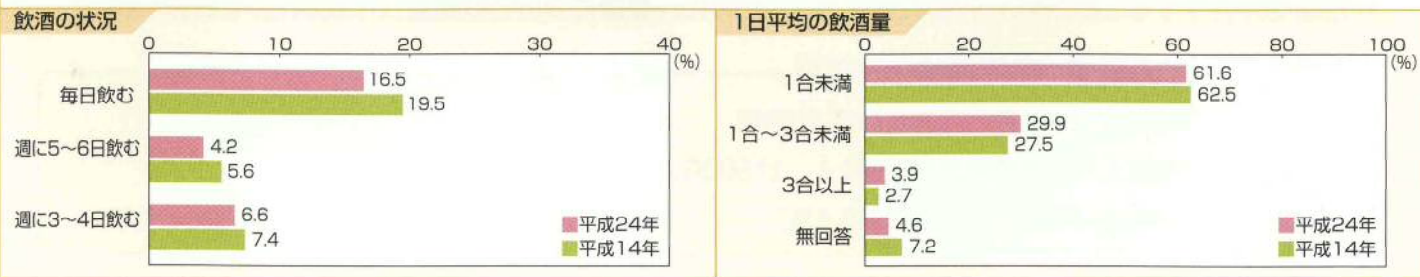 飲酒の状況
0 10 20 30 40
(%)
毎日飲む
16.5
19.5
週に5～6日飲む
4.2
5.6
週に3～4日飲む
6.6
7.4
平成24年
平成14年
1日平均の飲酒量
0 20 40 60 80 100
(%)
1合未満
61.6
62.5
1合～3合未満
29.9
27.5
3合以上
3.9
2.7
無回答
4.6
7.2
平成24年
平成14年